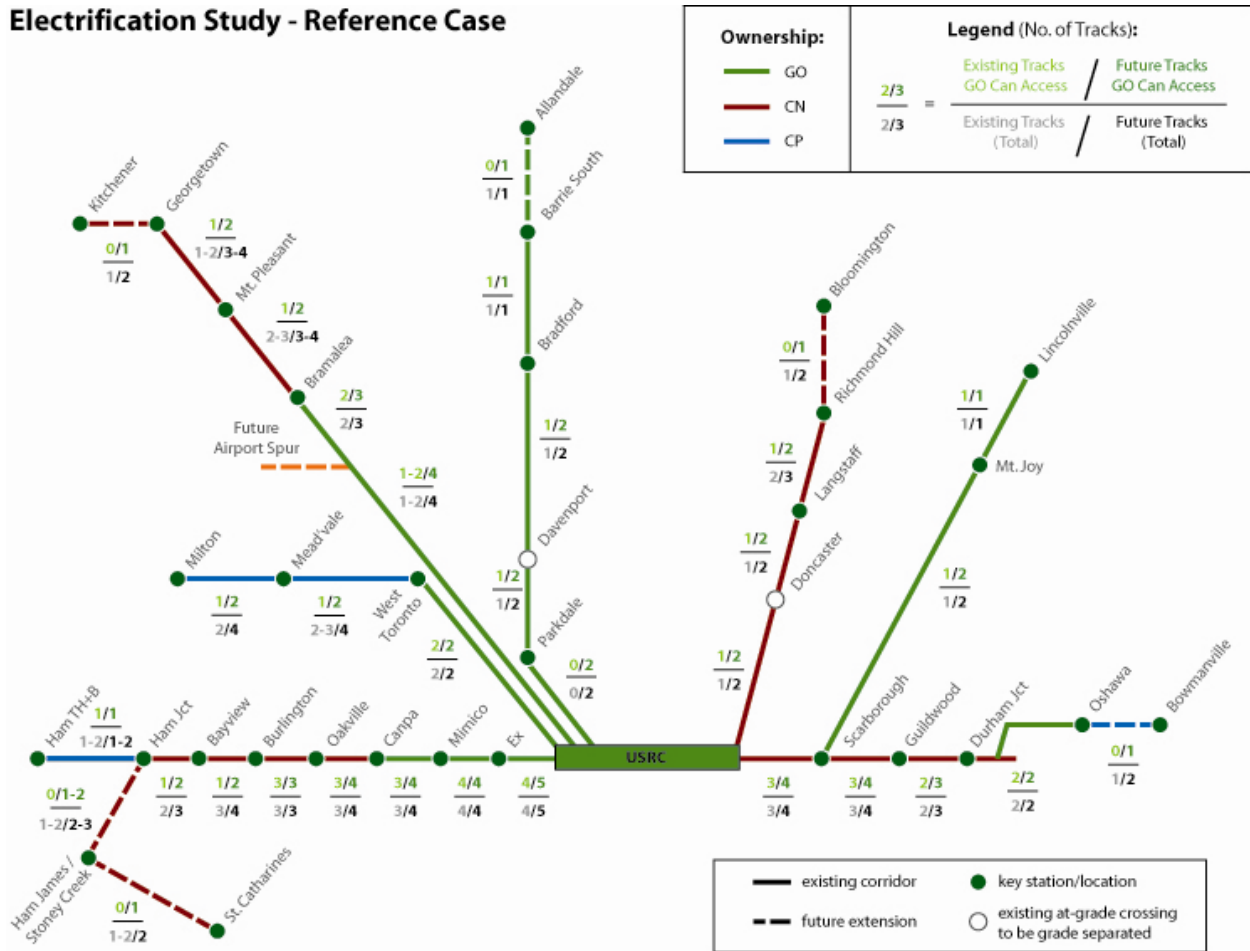 Electrification Study - Reference Case
Ownership:
GO
CN
CP
Legend (No. of Tracks):
2/3
2/3
=
Existing Tracks
GO Can Access
/
Future Tracks
GO Can Access
Existing Tracks
(Total)
/
Future Tracks
(Total)
Kitchener
Georgetown
0/1
1/2
1/2
1-2/3-4
Mt. Pleasant
1/2
2-3/3-4
Bramalea
2/3
2/3
Future
Airport Spur
1-2/4
1-2/4
Allandale
0/1
1/1
Barrie South
1/1
1/1
Bradford
1/2
1/2
Davenport
1/2
1/2
Parkdale
0/2
0/2
Bloomington
0/1
1/2
Richmond Hill
1/2
2/3
Langstaff
1/2
1/2
Doncaster
1/2
1/2
Lincolnville
1/1
1/1
Mt. Joy
1/2
1/2
Milton
1/2
2/4
Mead'vale
1/2
2-3/4
West
Toronto
2/2
2/2
Ham TH+B
1/1
1-2/1-2
Ham Jct
Bayview
Burlington
Oakville
Canpa
Mimico
Ex
USRC
Scarborough
Guildwood
Durham Jct
Oshawa
Bowmanville
0/1-2
1-2/2-3
1/2
2/3
1/2
3/4
3/3
3/3
3/4
3/4
3/4
3/4
4/4
4/4
4/5
4/5
3/4
3/4
3/4
3/4
2/3
2/3
2/2
2/2
0/1
1/2
Ham James /
Stoney Creek
0/1
1-2/2
St. Catharines
existing corridor
future extension
key station/location
existing at-grade crossing
to be grade separated